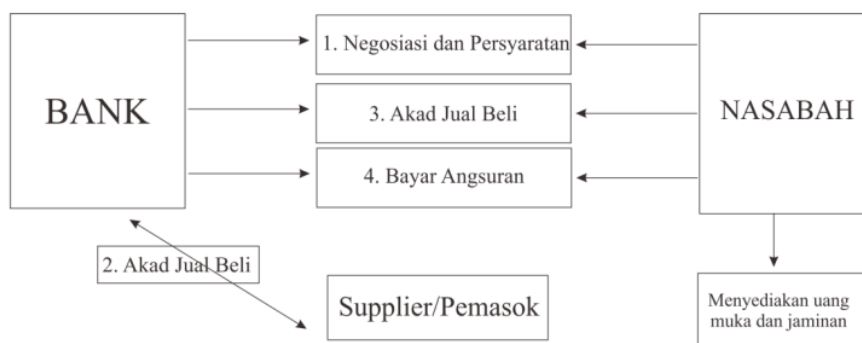 1. Negosiasi dan Persyaratan
BANK
NASABAH
3. Akad Jual Beli
4. Bayar Angsuran
2. Akad Jual Beli
Supplier/Pemasok
Menyediakan uang
muka dan jaminan